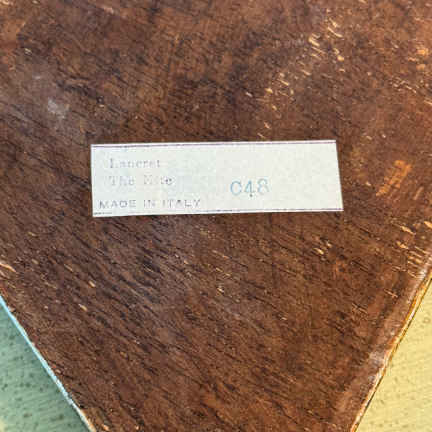 Lancret
The Kite
C48
MADE IN ITALY